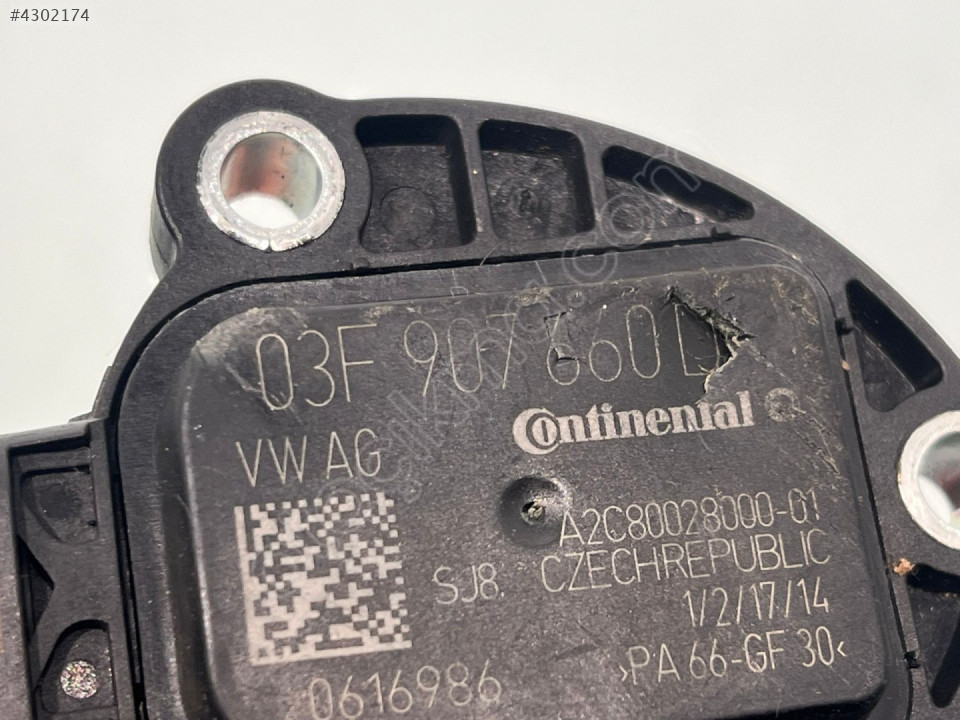 #4302174
03F 907 660D
Continental
VW AG
A2C80028000-01
SJ8. CZECHREPUBLIC
1/2/17/14
0616986
>PA 66-GF 30<